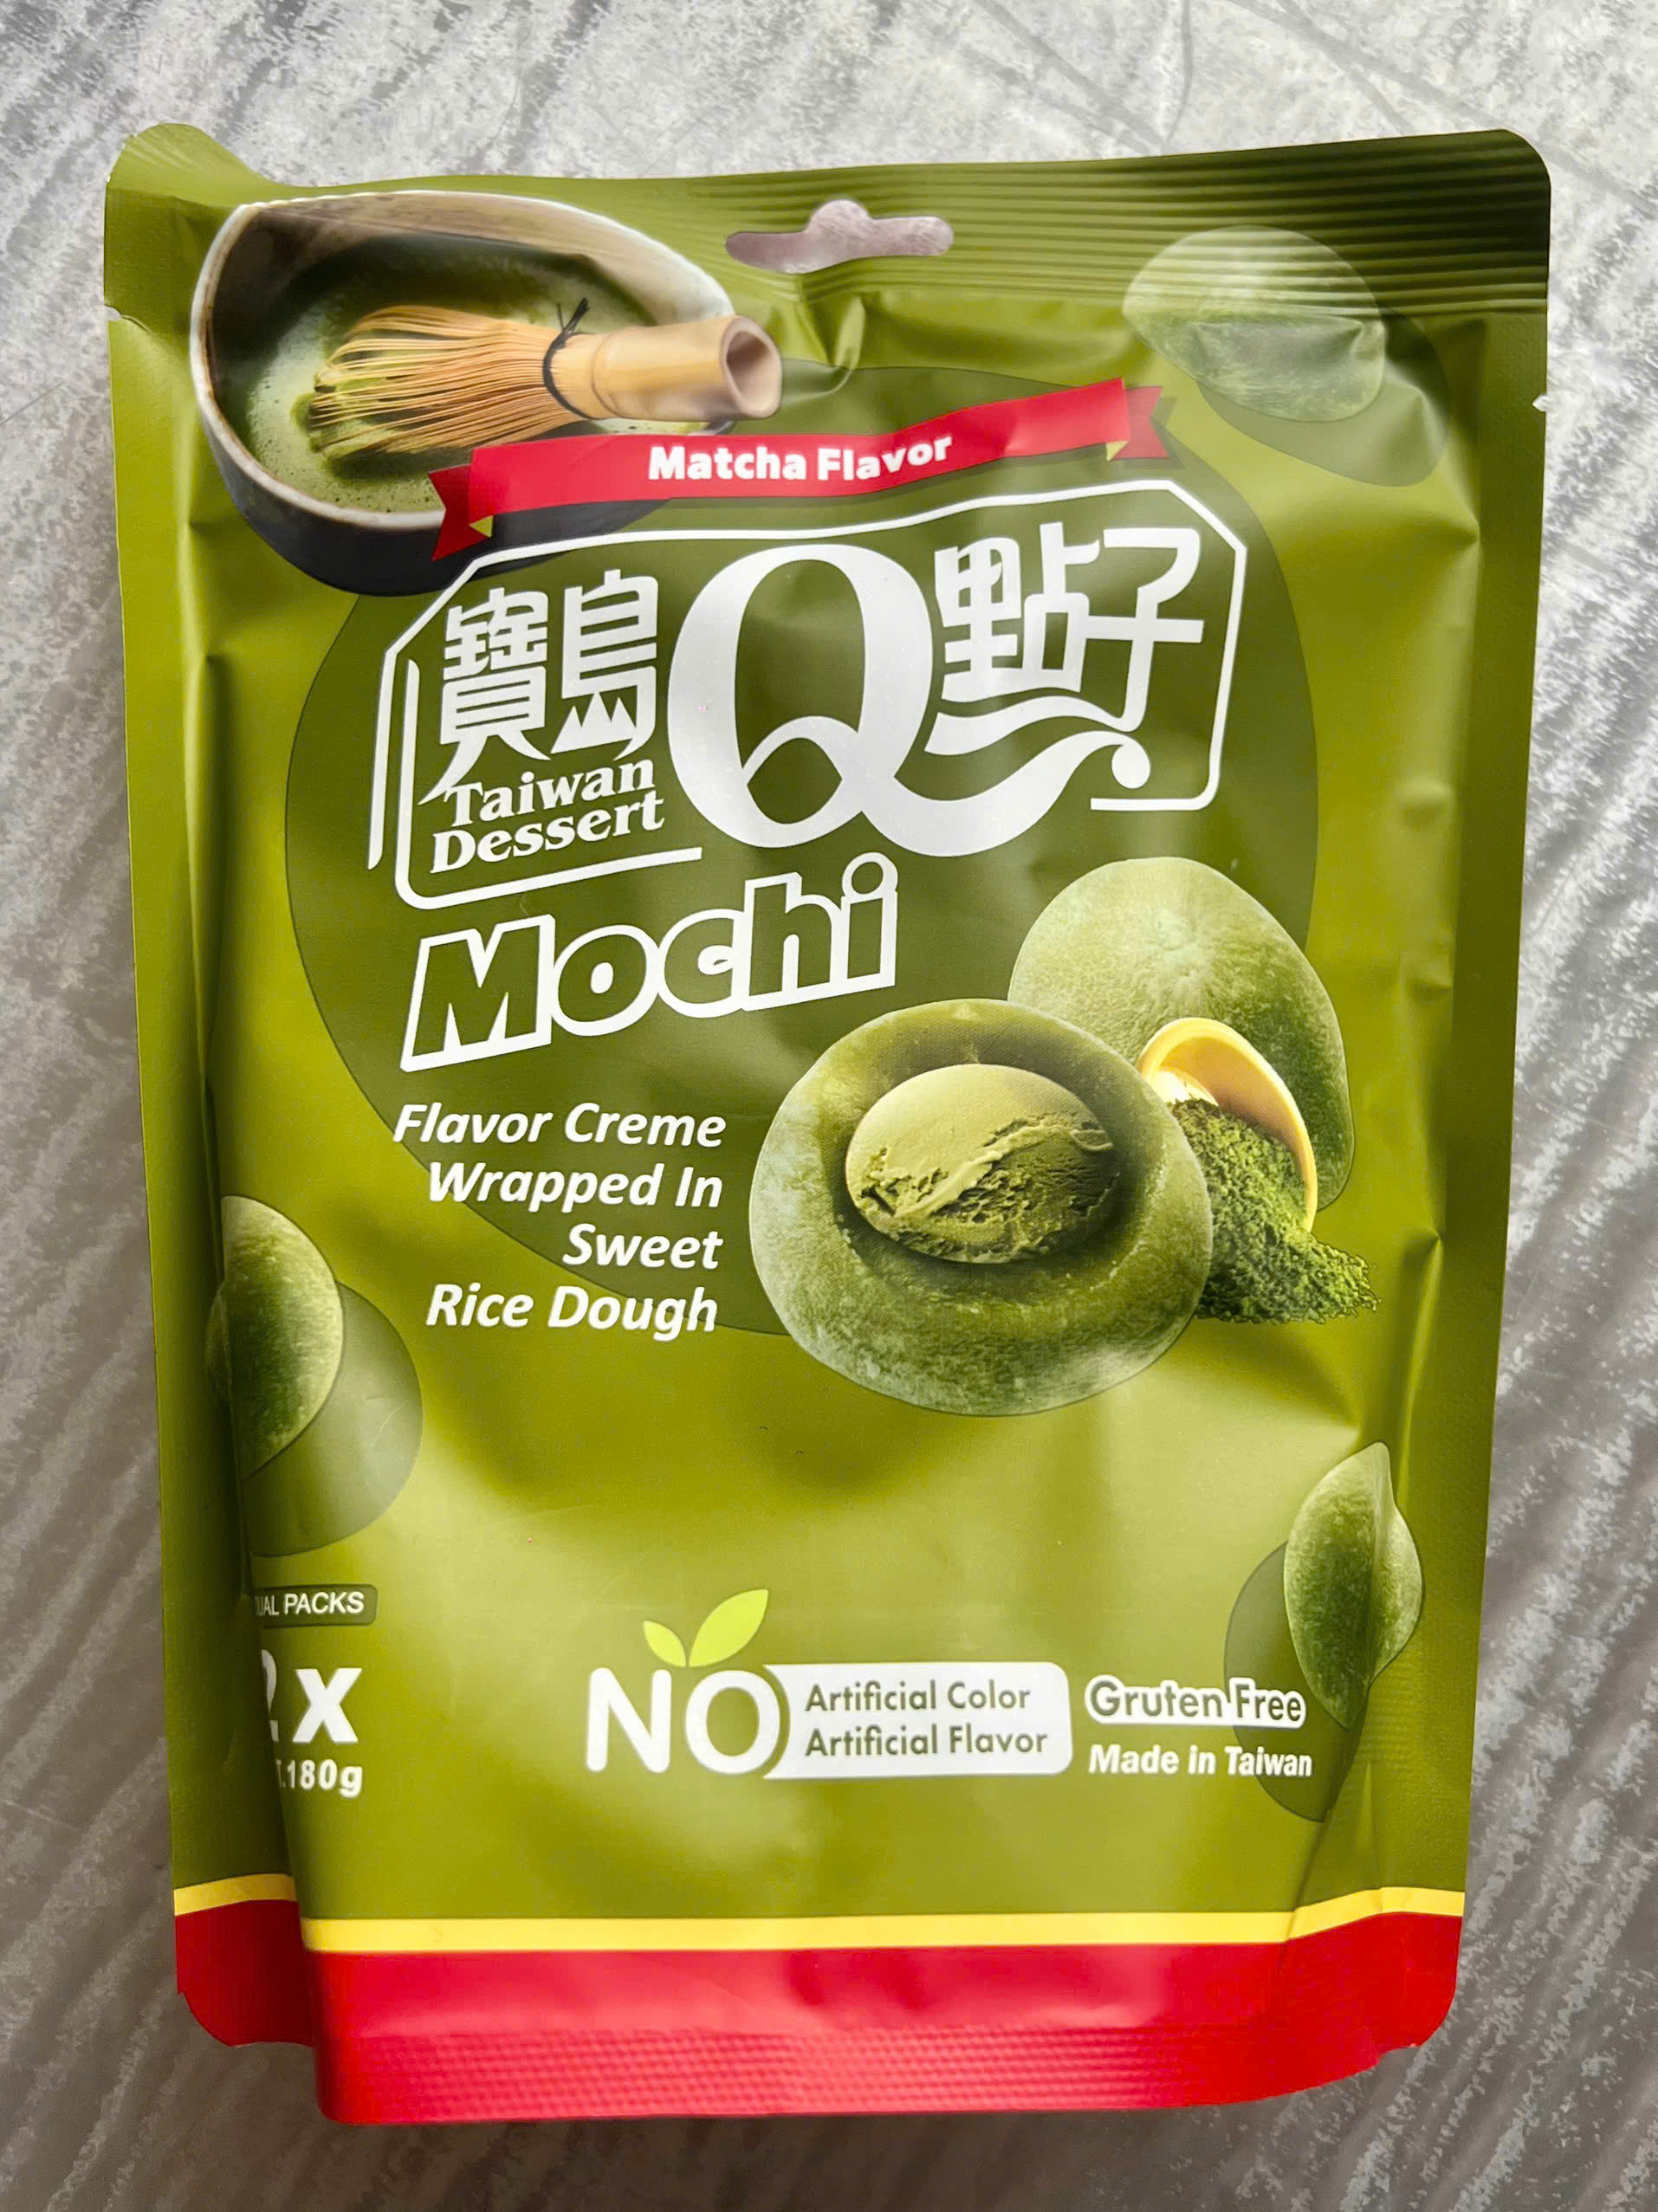 Matcha Flavor
寶島Q點子
Taiwan
Dessert
Mochi
Flavor Creme
Wrapped In
Sweet
Rice Dough
PACKS
x
180g
NO
Artificial Color
Artificial Flavor
Gruten Free
Made in Taiwan